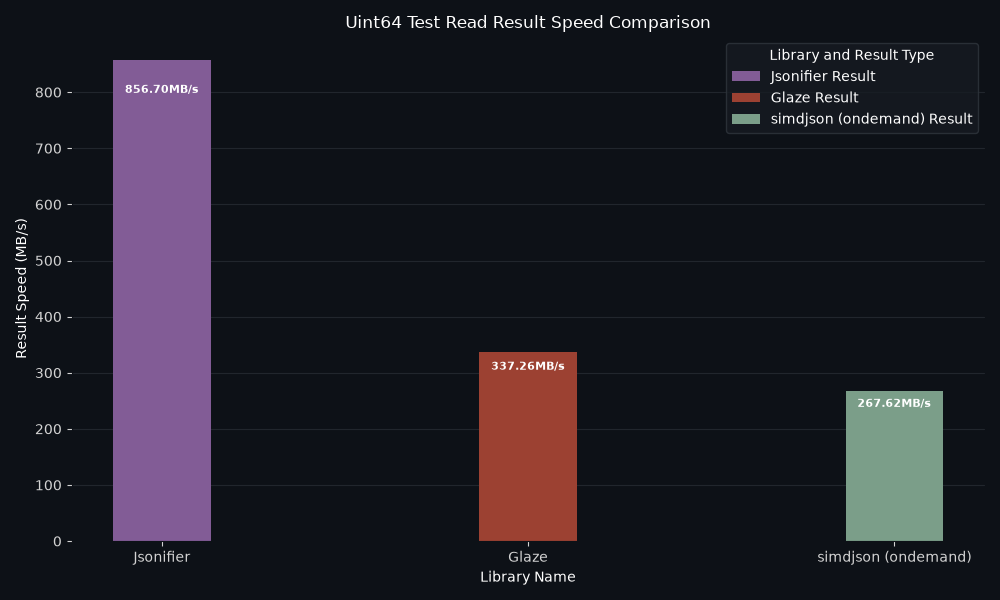 Uint64 Test Read Result Speed Comparison
Library and Result Type
Jsonifier Result
Glaze Result
simdjson (ondemand) Result
Result Speed (MB/s)
800
700
600
500
400
300
200
100
0
856.70MB/s
337.26MB/s
267.62MB/s
Jsonifier
Glaze
simdjson (ondemand)
Library Name